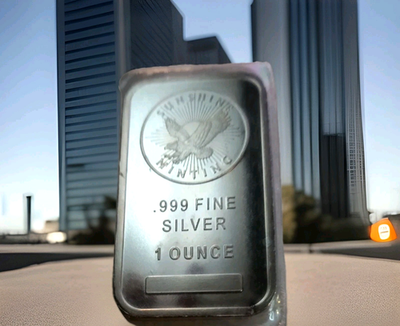 SUNSHINE
MINTING
.999 FINE
SILVER
1 OUNCE